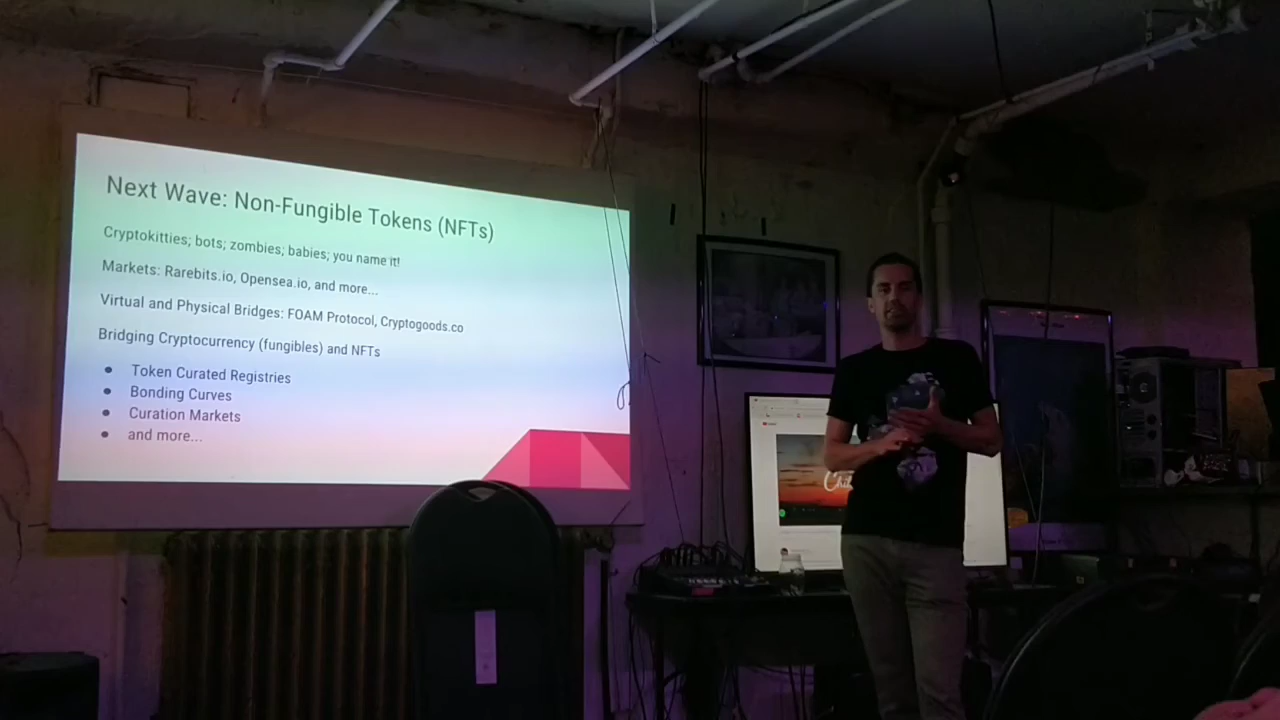 Next Wave: Non-Fungible Tokens (NFTs)
Cryptokitties; bots; zombies; babies; you name it!
Markets: Rarebits.io, Opensea.io, and more...
Virtual and Physical Bridges: FOAM Protocol, Cryptogoods.co
Bridging Cryptocurrency (fungibles) and NFTs
Token Curated Registries
Bonding Curves
Curation Markets
and more...